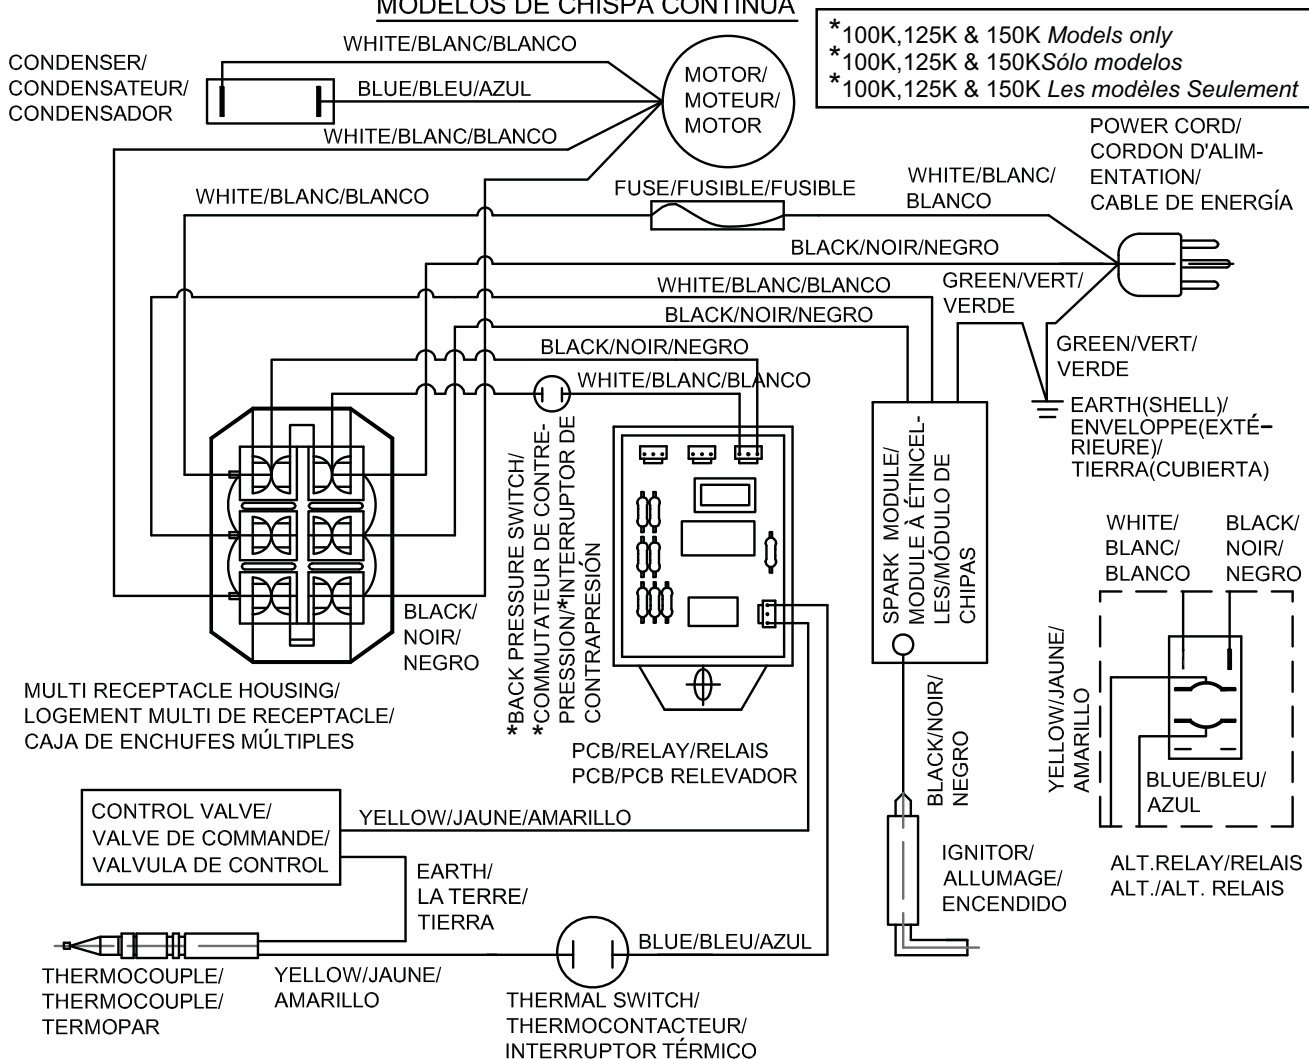 MODELOS DE CHISPA CONTINUA
*100K,125K & 150K Models only
*100K,125K & 150KSólo modelos
*100K,125K & 150K Les modèles Seulement
CONDENSER/
CONDENSATEUR/
CONDENSADOR
WHITE/BLANC/BLANCO
BLUE/BLEU/AZUL
WHITE/BLANC/BLANCO
MOTOR/
MOTEUR/
MOTOR
POWER CORD/
CORDON D'ALIM-
ENTATION/
CABLE DE ENERGÍA
WHITE/BLANC/BLANCO
FUSE/FUSIBLE/FUSIBLE
WHITE/BLANC/
BLANCO
BLACK/NOIR/NEGRO
WHITE/BLANC/BLANCO
GREEN/VERT/
VERDE
BLACK/NOIR/NEGRO
BLACK/NOIR/NEGRO
GREEN/VERT/
VERDE
WHITE/BLANC/BLANCO
EARTH(SHELL)/
ENVELOPPE(EXTÉ-
RIEURE)/
TIERRA(CUBIERTA)
*BACK PRESSURE SWITCH/
*COMMUTATEUR DE CONTRE-
PRESSION/*INTERRUPTOR DE
CONTRAPRESIÓN
SPARK MODULE/
MODULE À ÉTINCEL-
LES/MÓDULO DE
CHIPAS
WHITE/
BLANC/
BLANCO
BLACK/
NOIR/
NEGRO
BLACK/
NOIR/
NEGRO
YELLOW/JAUNE/
AMARILLO
BLUE/BLEU/
AZUL
ALT.RELAY/RELAIS
ALT./ALT. RELAIS
MULTI RECEPTACLE HOUSING/
LOGEMENT MULTI DE RECEPTACLE/
CAJA DE ENCHUFES MÚLTIPLES
PCB/RELAY/RELAIS
PCB/PCB RELEVADOR
BLACK/NOIR/
NEGRO
CONTROL VALVE/
VALVE DE COMMANDE/
VALVULA DE CONTROL
YELLOW/JAUNE/AMARILLO
EARTH/
LA TERRE/
TIERRA
IGNITOR/
ALLUMAGE/
ENCENDIDO
BLUE/BLEU/AZUL
THERMOCOUPLE/
THERMOCOUPLE/
TERMOPAR
YELLOW/JAUNE/
AMARILLO
THERMAL SWITCH/
THERMOCONTACTEUR/
INTERRUPTOR TÉRMICO